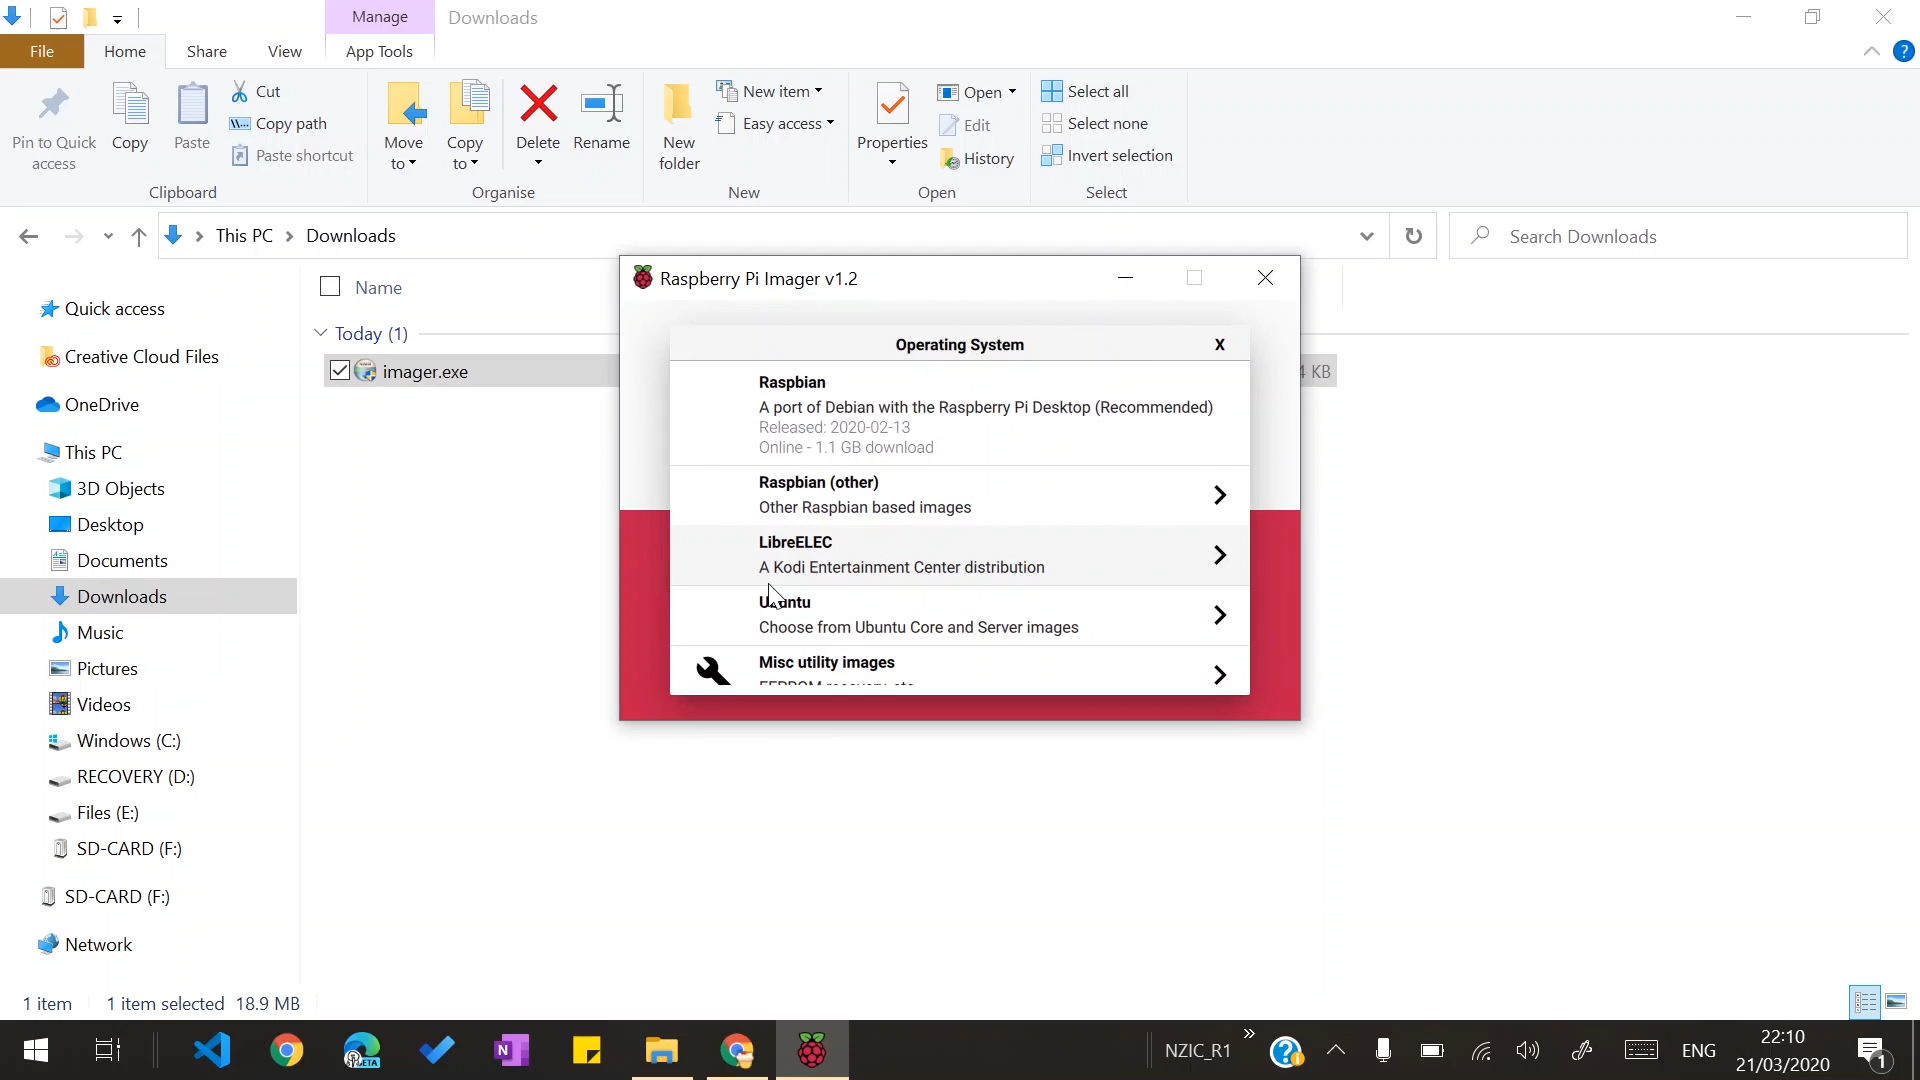 Manage
Downloads
File
Home
Share
View
App Tools
Pin to Quick
access
Copy
Paste
Cut
Copy path
Paste shortcut
Clipboard
Move
to
Copy
to
Delete
Rename
Organise
New
folder
New item
Easy access
New
Properties
Open
Edit
History
Open
Select all
Select none
Invert selection
Select
This PC
Downloads
Search Downloads
Quick access
Creative Cloud Files
OneDrive
This PC
3D Objects
Desktop
Documents
Downloads
Music
Pictures
Videos
Windows (C:)
RECOVERY (D:)
Files (E:)
SD-CARD (F:)
SD-CARD (F:)
Network
Name
Today (1)
imager.exe
KB
Raspberry Pi Imager v1.2
Operating System
X
Raspbian
A port of Debian with the Raspberry Pi Desktop (Recommended)
Released: 2020-02-13
Online - 1.1 GB download
Raspbian (other)
Other Raspbian based images
LibreELEC
A Kodi Entertainment Center distribution
Ubuntu
Choose from Ubuntu Core and Server images
Misc utility images
1 item
1 item selected 18.9 MB
BETA
NZIC_R1
ENG
22:10
21/03/2020
1